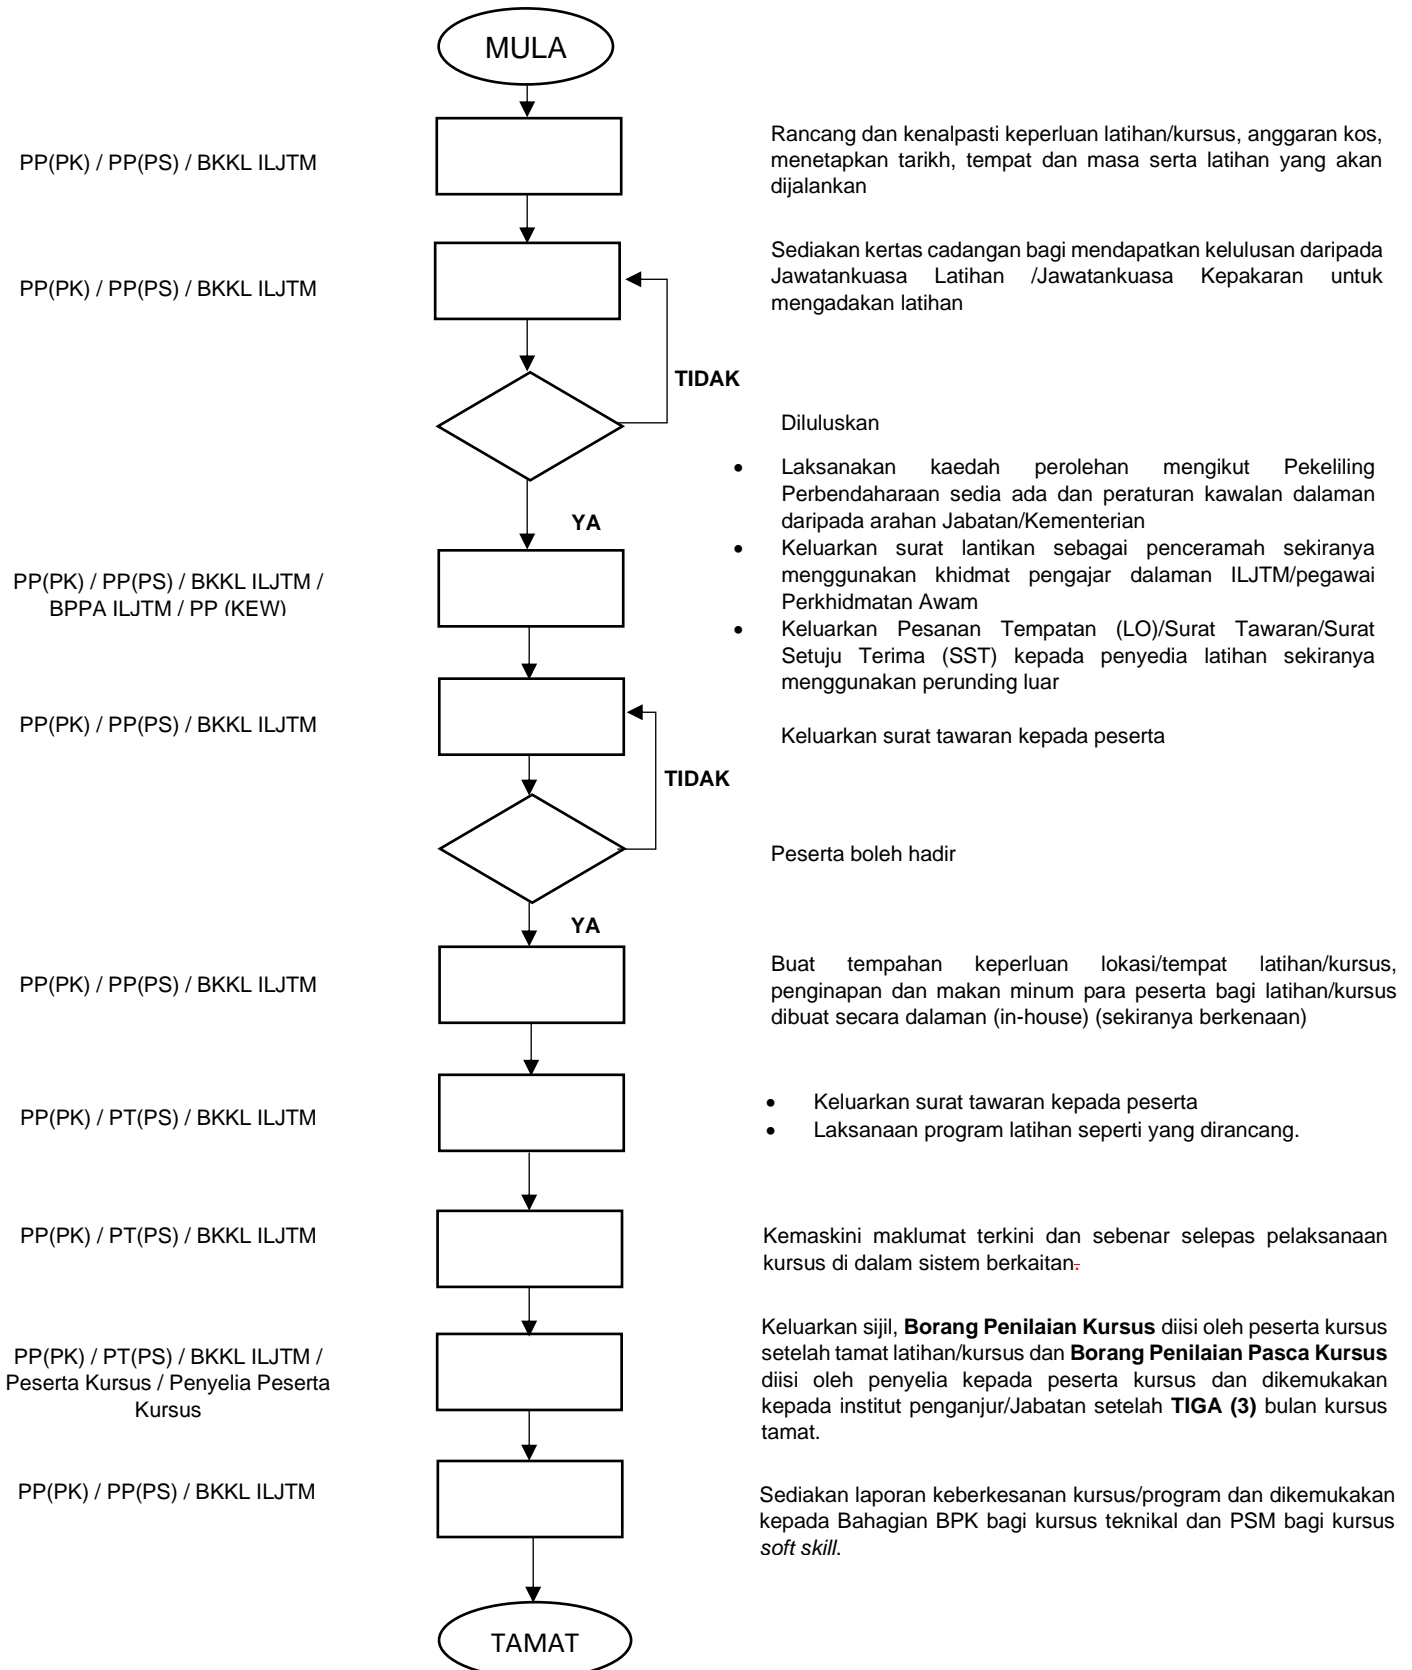 MULA
PP(PK) / PP(PS) / BKKL ILJTM
Rancang dan kenalpasti keperluan latihan/kursus, anggaran kos,
menetapkan tarikh, tempat dan masa serta latihan yang akan
dijalankan
PP(PK) / PP(PS) / BKKL ILJTM
Sediakan kertas cadangan bagi mendapatkan kelulusan daripada
Jawatankuasa Latihan /Jawatankuasa Kepakaran untuk
mengadakan latihan
TIDAK
Diluluskan
YA
PP(PK) / PP(PS) / BKKL ILJTM /
BPPA ILJTM / PP (KEW)
• Laksanakan kaedah perolehan mengikut Pekeliling
Perbendaharaan sedia ada dan peraturan kawalan dalaman
daripada arahan Jabatan/Kementerian
• Keluarkan surat lantikan sebagai penceramah sekiranya
menggunakan khidmat pengajar dalaman ILJTM/pegawai
Perkhidmatan Awam
• Keluarkan Pesanan Tempatan (LO)/Surat Tawaran/Surat
Setuju Terima (SST) kepada penyedia latihan sekiranya
menggunakan perunding luar
PP(PK) / PP(PS) / BKKL ILJTM
Keluarkan surat tawaran kepada peserta
TIDAK
Peserta boleh hadir
YA
PP(PK) / PP(PS) / BKKL ILJTM
Buat tempahan keperluan lokasi/tempat latihan/kursus,
penginapan dan makan minum para peserta bagi latihan/kursus
dibuat secara dalaman (in-house) (sekiranya berkenaan)
PP(PK) / PT(PS) / BKKL ILJTM
• Keluarkan surat tawaran kepada peserta
• Laksanaan program latihan seperti yang dirancang.
PP(PK) / PT(PS) / BKKL ILJTM
Kemaskini maklumat terkini dan sebenar selepas pelaksanaan
kursus di dalam sistem berkaitan.
PP(PK) / PT(PS) / BKKL ILJTM /
Peserta Kursus / Penyelia Peserta
Kursus
Keluarkan sijil, Borang Penilaian Kursus diisi oleh peserta kursus
setelah tamat latihan/kursus dan Borang Penilaian Pasca Kursus
diisi oleh penyelia kepada peserta kursus dan dikemukakan
kepada institut penganjur/Jabatan setelah TIGA (3) bulan kursus
tamat.
PP(PK) / PP(PS) / BKKL ILJTM
Sediakan laporan keberkesanan kursus/program dan dikemukakan
kepada Bahagian BPK bagi kursus teknikal dan PSM bagi kursus
soft skill.
TAMAT